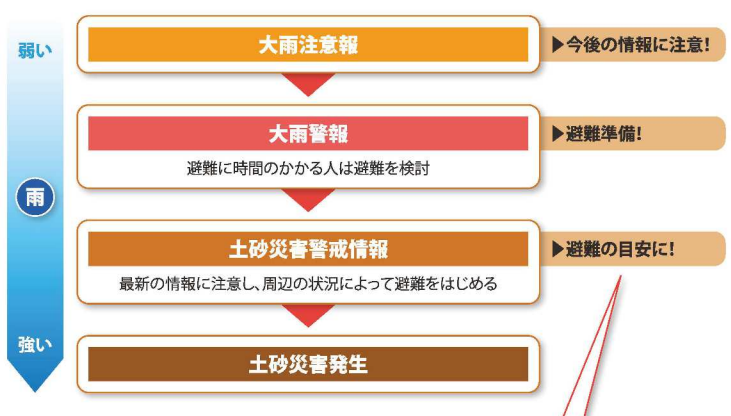 弱い
大雨注意報
▶今後の情報に注意!
大雨警報
▶避難準備!
避難に時間のかかる人は避難を検討
雨
土砂災害警戒情報
▶避難の目安に!
最新の情報に注意し、周辺の状況によって避難をはじめる
強い
土砂災害発生